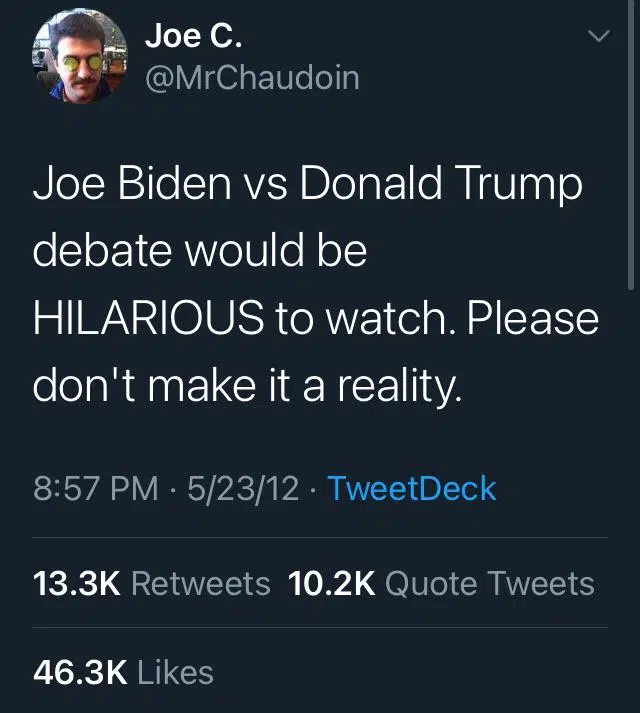 Joe C.
@MrChaudoin
Joe Biden vs Donald Trump
debate would be
HILARIOUS to watch. Please
don't make it a reality.
8:57 PM · 5/23/12 · TweetDeck
13.3K Retweets 10.2K Quote Tweets
46.3K Likes